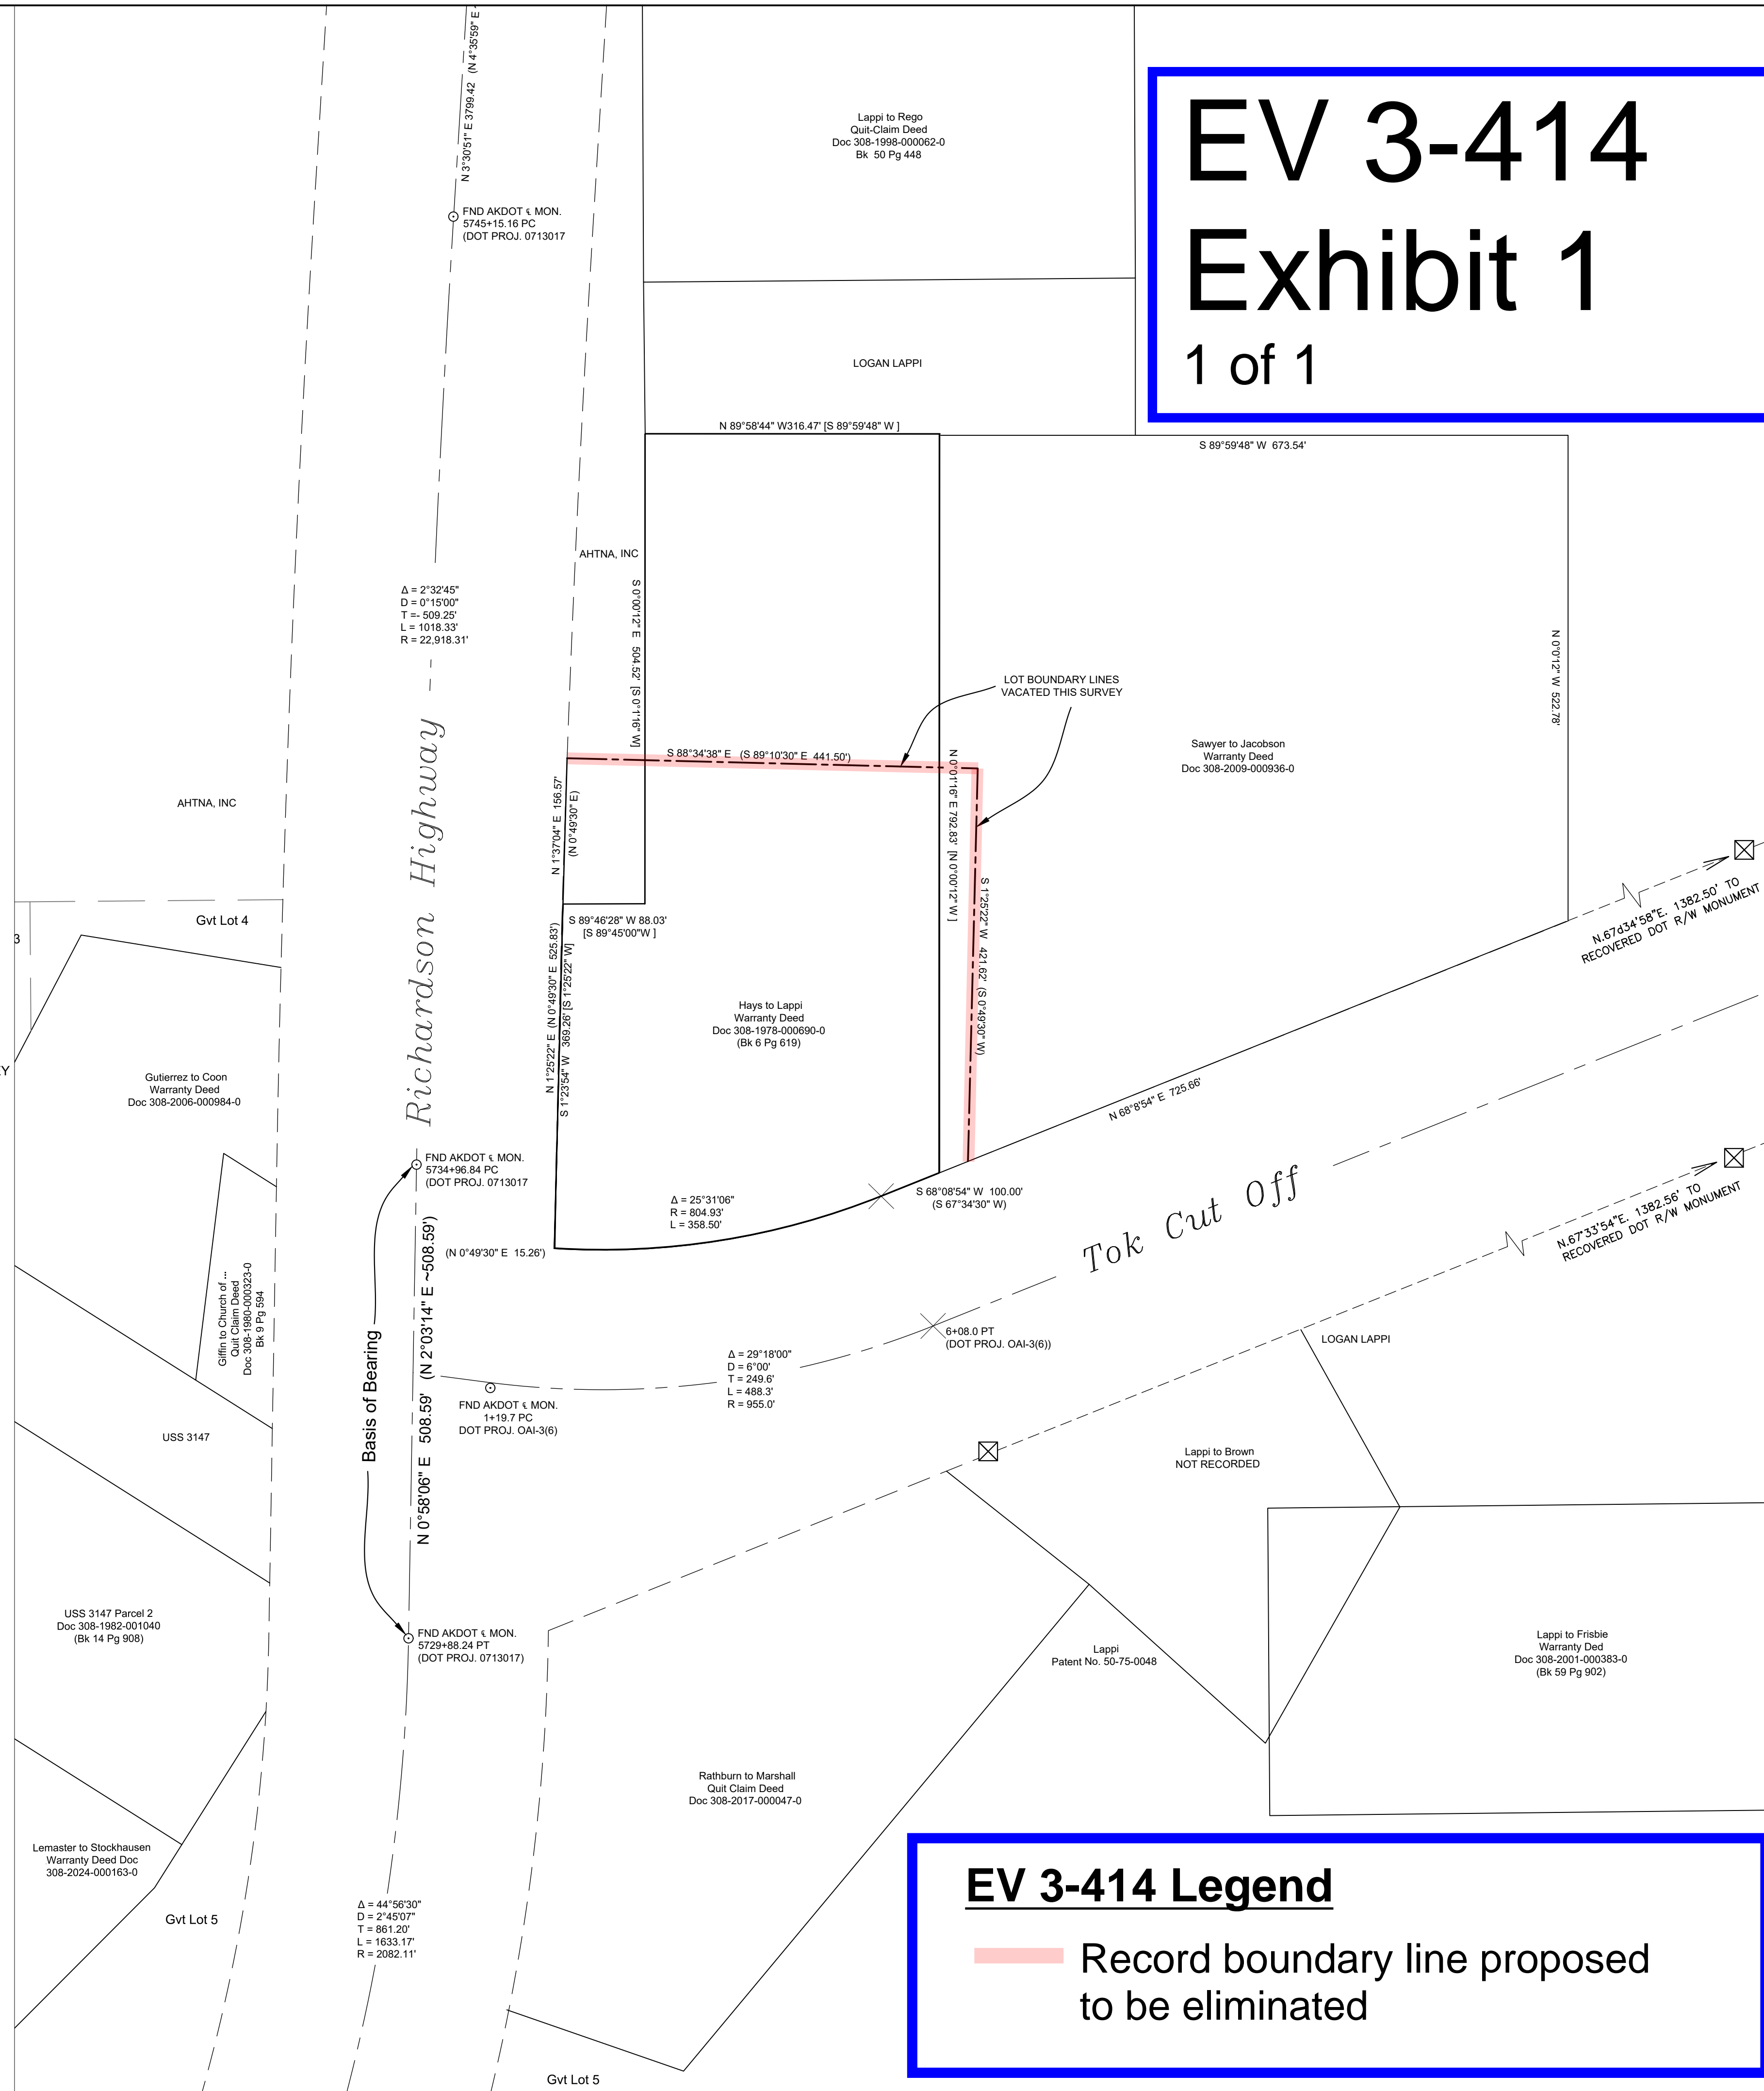 N 3°30'51" E 3799.42 (N 4°35'59" E
Lappi to Rego
Quit-Claim Deed
Doc 308-1998-000062-0
Bk 50 Pg 448
EV 3-414
Exhibit 1
1 of 1
FND AKDOT ℄ MON.
5745+15.16 PC
(DOT PROJ. 0713017
LOGAN LAPPI
N 89°58'44" W316.47' [S 89°59'48" W ]
S 89°59'48" W 673.54'
AHTNA, INC
Δ = 2°32'45"
D = 0°15'00"
T =- 509.25'
L = 1018.33'
R = 22,918.31'
S 0°00'12" E 504.52' [S 0°1'16" W]
N 0°0'12" W 522.78'
LOT BOUNDARY LINES
VACATED THIS SURVEY
Sawyer to Jacobson
Warranty Deed
Doc 308-2009-000936-0
S 88°34'38" E (S 89°10'30" E 441.50')
N 0°01'16" E 792.83' [N 0°00'12" W ]
AHTNA, INC
Richardson Highway
N 1°37'04" E 156.57'
(N 0°49'30" E)
S 1°25'22" W 421.62' (S 0°49'30" W)
N.67d34'58"E. 1382.50' TO
RECOVERED DOT R/W MONUMENT
Gvt Lot 4
3
S 89°46'28" W 88.03'
[S 89°45'00"W ]
N 1°25'22" E (N 0°49'30" E 525.83')
S 1°23'54" W 369.26' [S 1°25'22" W]
Hays to Lappi
Warranty Deed
Doc 308-1978-000690-0
(Bk 6 Pg 619)
Y
Gutierrez to Coon
Warranty Deed
Doc 308-2006-000984-0
N 68°8'54" E 725.66'
FND AKDOT ℄ MON.
5734+96.84 PC
(DOT PROJ. 0713017
Δ = 25°31'06"
R = 804.93'
L = 358.50'
S 68°08'54" W 100.00'
(S 67°34'30" W)
Tok Cut Off
N.67°33'54"E. 1382.56' TO
RECOVERED DOT R/W MONUMENT
(N 0°49'30" E 15.26')
Giffin to Church of ...
Quit Claim Deed
Doc 308-1980-000323-0
Bk 9 Pg 594
Basis of Bearing
N 0°58'06" E 508.59' (N 2°03'14" E ~508.59')
6+08.0 PT
(DOT PROJ. OAI-3(6))
LOGAN LAPPI
Δ = 29°18'00"
D = 6°00'
T = 249.6'
L = 488.3'
R = 955.0'
FND AKDOT ℄ MON.
1+19.7 PC
DOT PROJ. OAI-3(6)
USS 3147
Lappi to Brown
NOT RECORDED
USS 3147 Parcel 2
Doc 308-1982-001040
(Bk 14 Pg 908)
FND AKDOT ℄ MON.
5729+88.24 PT
(DOT PROJ. 0713017)
Lappi
Patent No. 50-75-0048
Lappi to Frisbie
Warranty Ded
Doc 308-2001-000383-0
(Bk 59 Pg 902)
Rathburn to Marshall
Quit Claim Deed
Doc 308-2017-000047-0
Lemaster to Stockhausen
Warranty Deed Doc
308-2024-000163-0
Gvt Lot 5
Δ = 44°56'30"
D = 2°45'07"
T = 861.20'
L = 1633.17'
R = 2082.11'
EV 3-414 Legend
Record boundary line proposed
to be eliminated
Gvt Lot 5